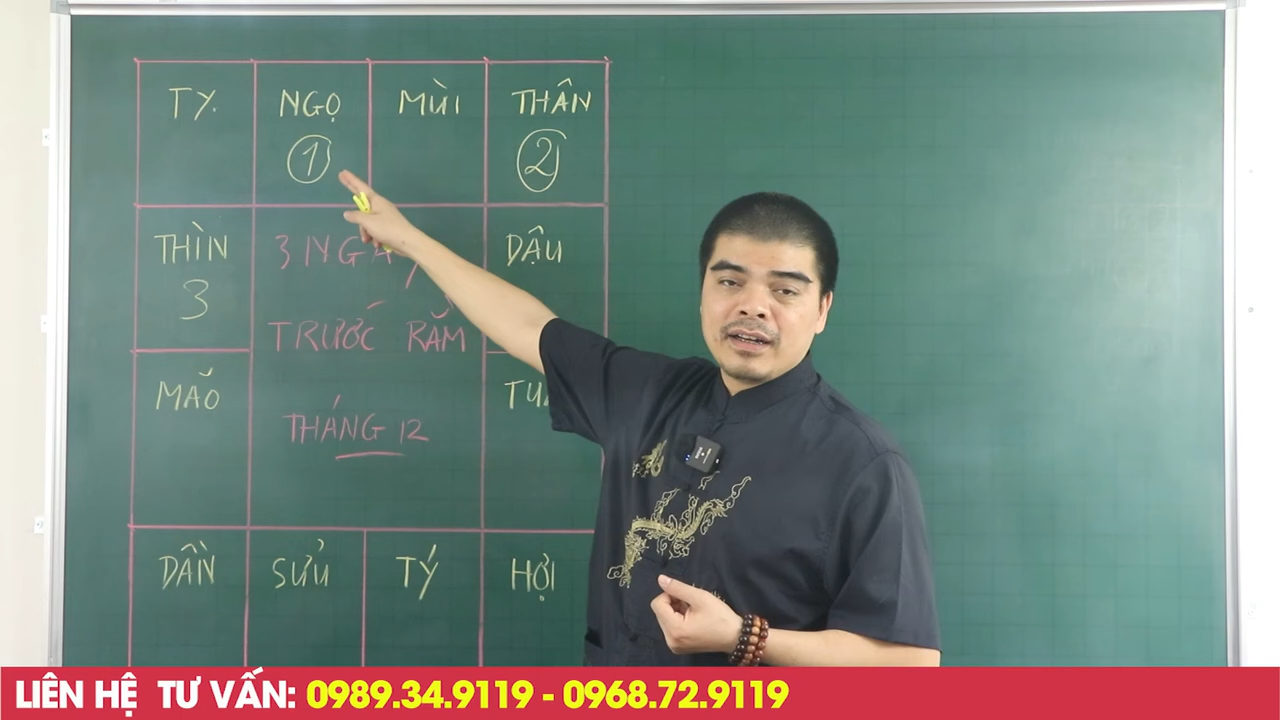 TỴ. NGỌ MÙI THÂN
1 2
THÌN 3 NGÀY DẬU
3
TRƯỚC RẰM
MÃO
THÁNG 12
DẦN SỬU TÝ HỢI
LIÊN HỆ TƯ VẤN: 0989.34.9119 - 0968.72.9119